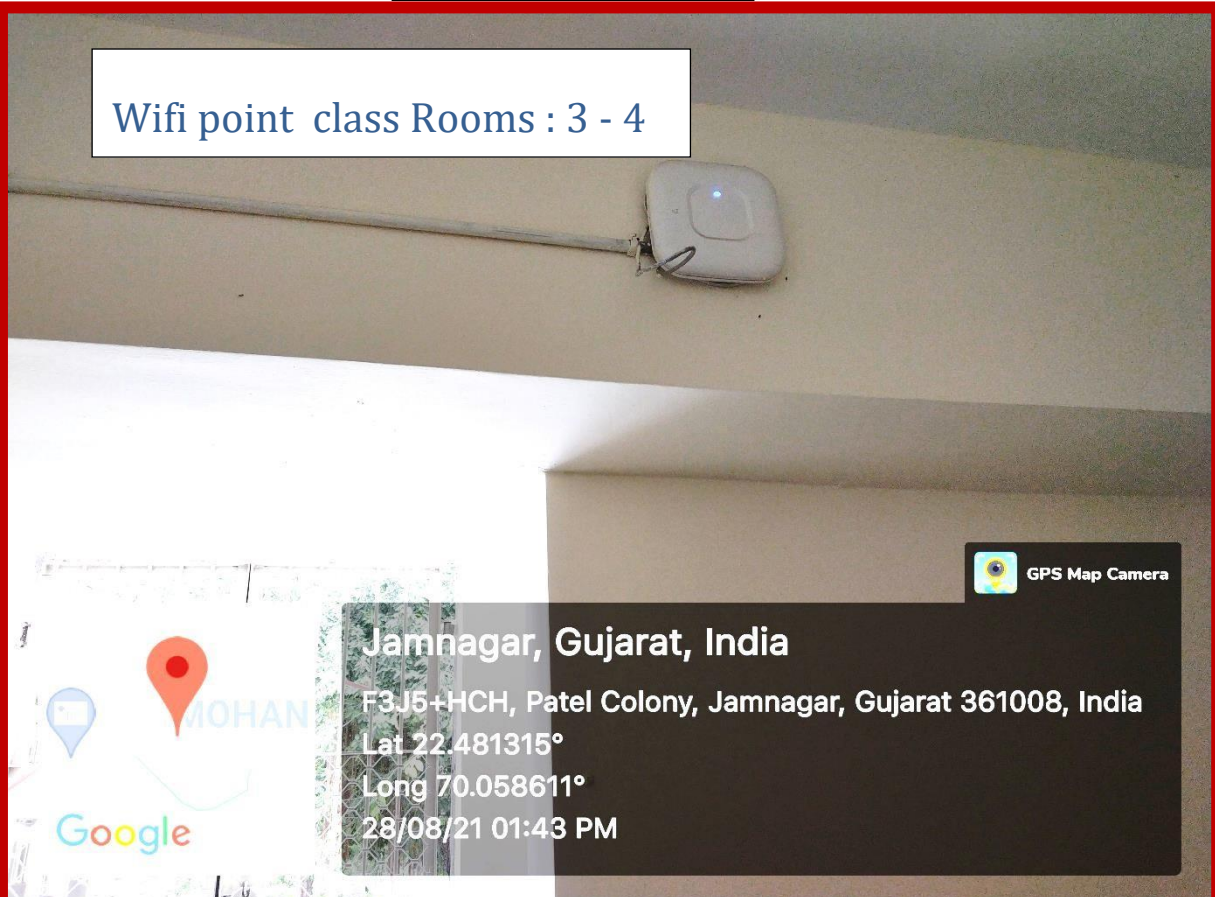 Wifi point class Rooms : 3 - 4
GPS Map Camera
Jamnagar, Gujarat, India
F3J5+HCH, Patel Colony, Jamnagar, Gujarat 361008, India
Lat 22.481315°
Long 70.058611°
28/08/21 01:43 PM
MOHAN
Google